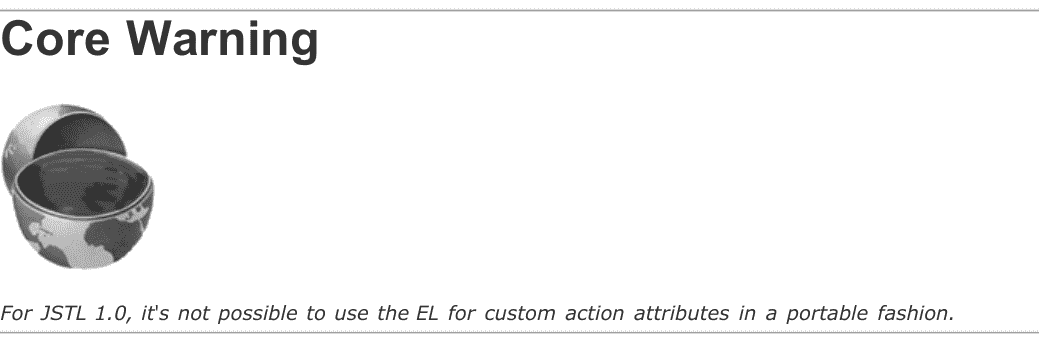 Core Warning
For JSTL 1.0, it's not possible to use the EL for custom action attributes in a portable fashion.